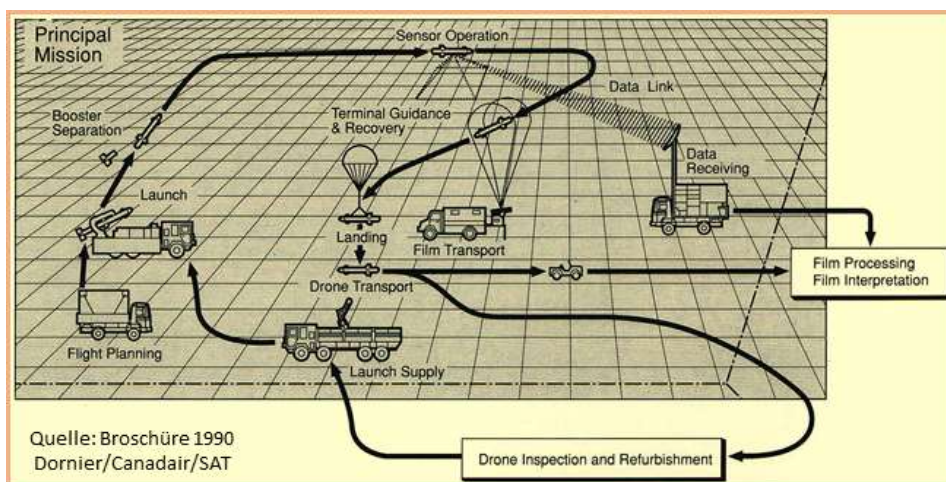 Principal
Mission
Sensor Operation
Data Link
Booster
Separation
Terminal Guidance
& Recovery
Data
Receiving
Launch
Landing
Film Transport
Drone Transport
Film Processing
Film Interpretation
Flight Planning
Launch Supply
Quelle: Broschüre 1990
Dornier/Canadair/SAT
Drone Inspection and Refurbishment